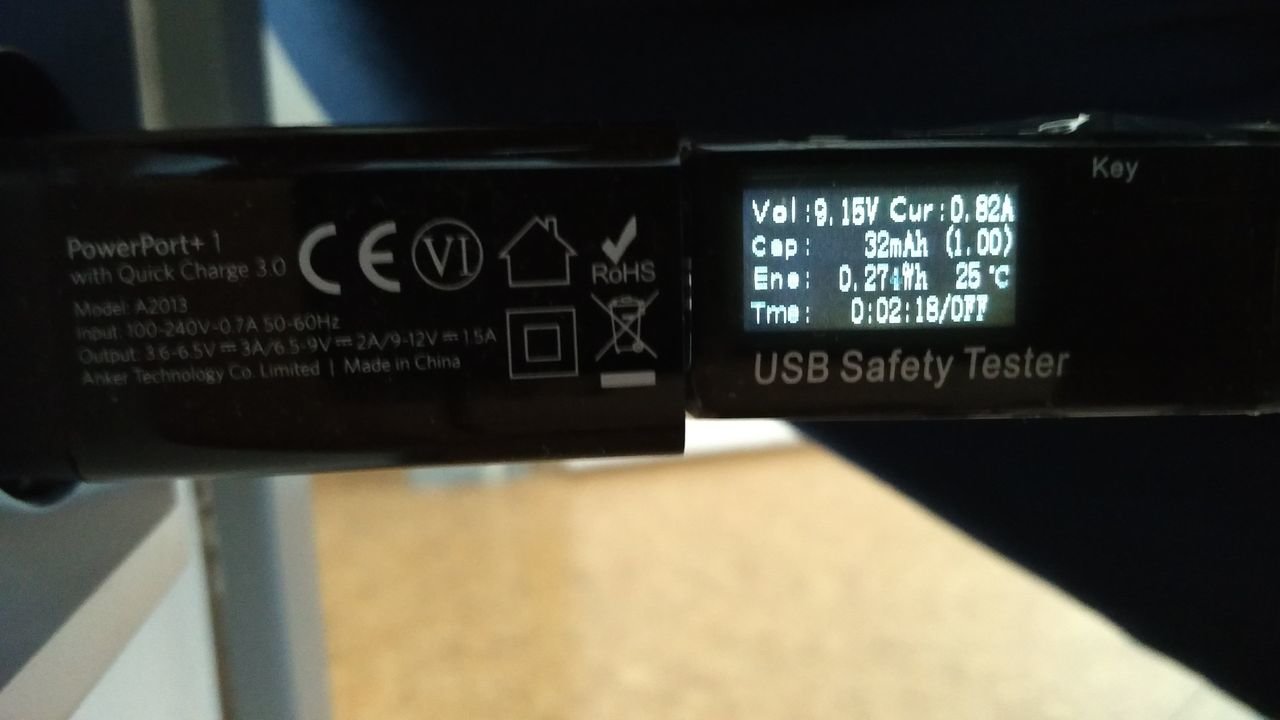 PowerPort+ 1
with Quick Charge 3.0
CE VI
RoHS
Model: A2013
Input: 100-240V~0.7A 50-60Hz
Output: 3.6-6.5V⎓3A/6.5-9V⎓2A/9-12V⎓1.5A
Anker Technology Co. Limited | Made in China
Key
Vol:9.15V Cur:0.82A
Cap: 32mAh (1.00)
Ene: 0.274Wh 25℃
Tme: 0:02:18/OFF
USB Safety Tester